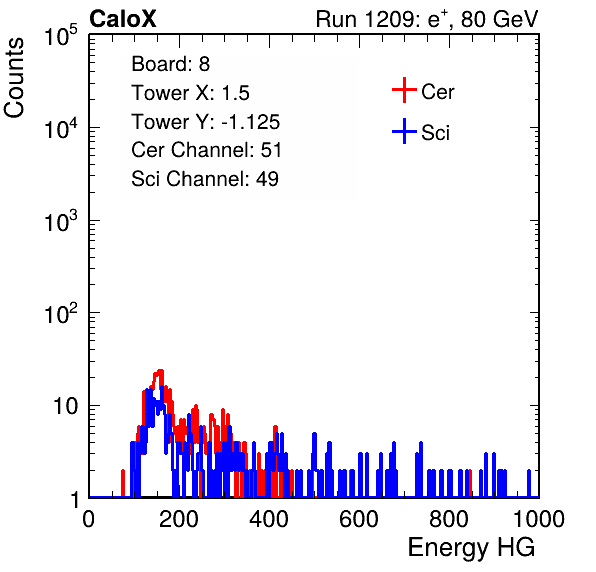 CaloX Run 1209: e⁺, 80 GeV
Counts
10⁵
10⁴
10³
10²
10
1
Board: 8
Tower X: 1.5
Tower Y: -1.125
Cer Channel: 51
Sci Channel: 49
Cer
Sci
0 200 400 600 800 1000
Energy HG